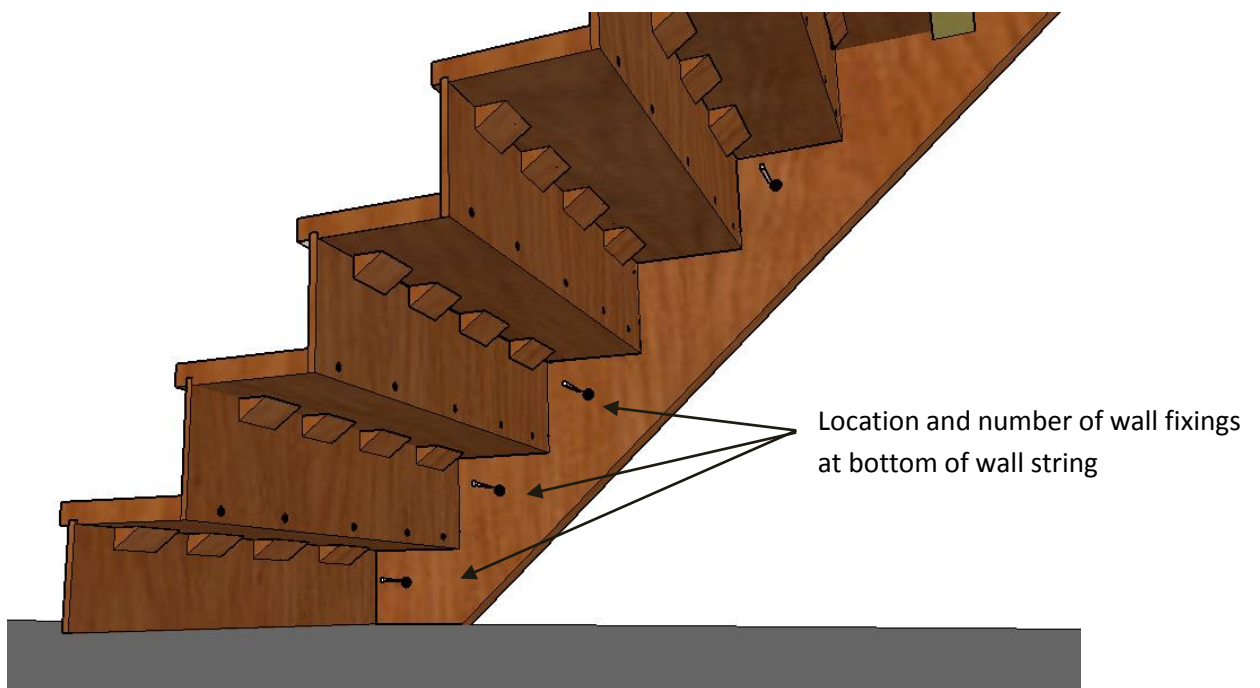 Location and number of wall fixings
at bottom of wall string